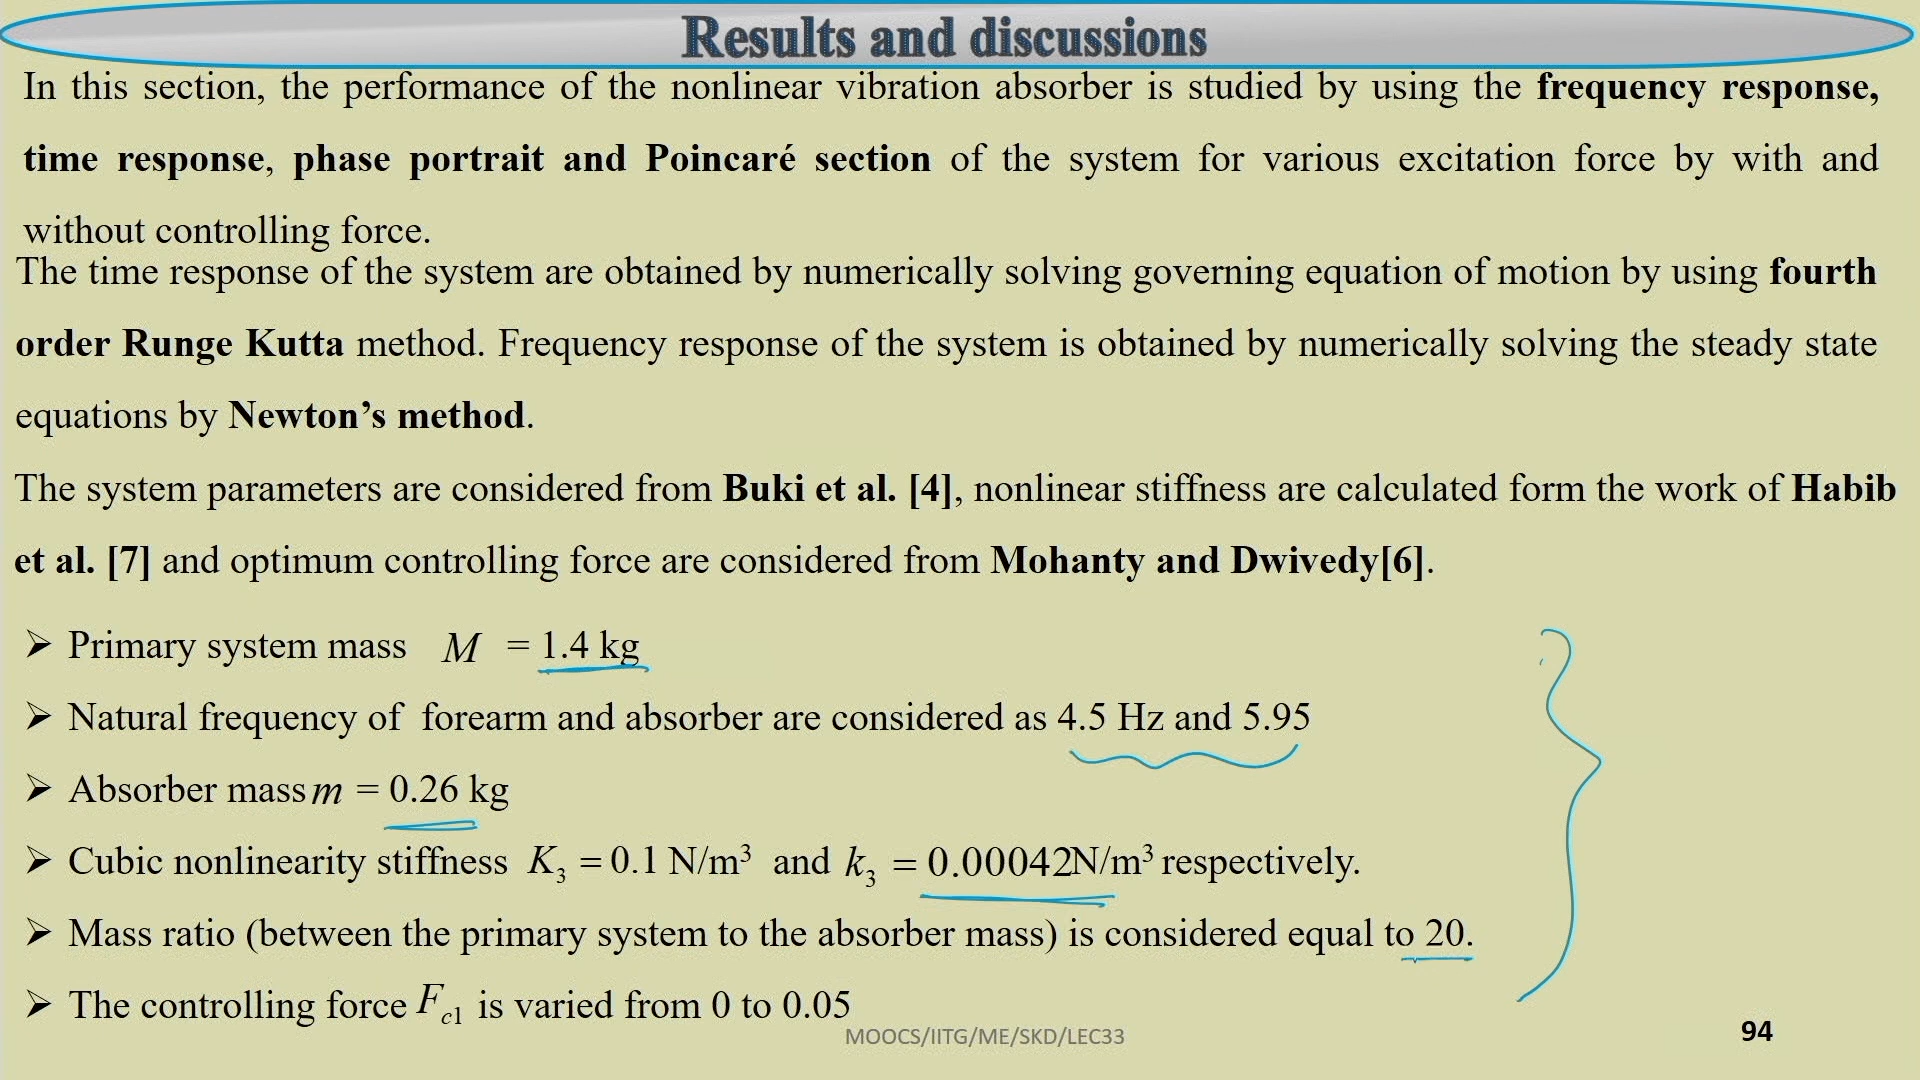 Results and discussions
In this section, the performance of the nonlinear vibration absorber is studied by using the frequency response,
time response, phase portrait and Poincaré section of the system for various excitation force by with and
without controlling force.
The time response of the system are obtained by numerically solving governing equation of motion by using fourth
order Runge Kutta method. Frequency response of the system is obtained by numerically solving the steady state
equations by Newton’s method.
The system parameters are considered from Buki et al. [4], nonlinear stiffness are calculated form the work of Habib
et al. [7] and optimum controlling force are considered from Mohanty and Dwivedy[6].
➢ Primary system mass M = 1.4 kg
➢ Natural frequency of forearm and absorber are considered as 4.5 Hz and 5.95
➢ Absorber mass m = 0.26 kg
➢ Cubic nonlinearity stiffness K₃ = 0.1 N/m³ and k₃ = 0.00042N/m³ respectively.
➢ Mass ratio (between the primary system to the absorber mass) is considered equal to 20.
➢ The controlling force F_c1 is varied from 0 to 0.05
MOOCS/IITG/ME/SKD/LEC33
94